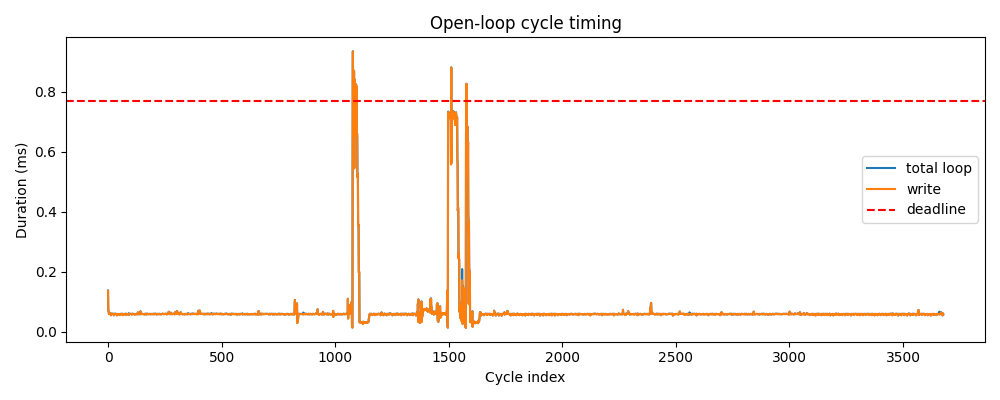 Open-loop cycle timing
Duration (ms)
0.8
0.6
0.4
0.2
0.0
total loop
write
deadline
0 500 1000 1500 2000 2500 3000 3500
Cycle index